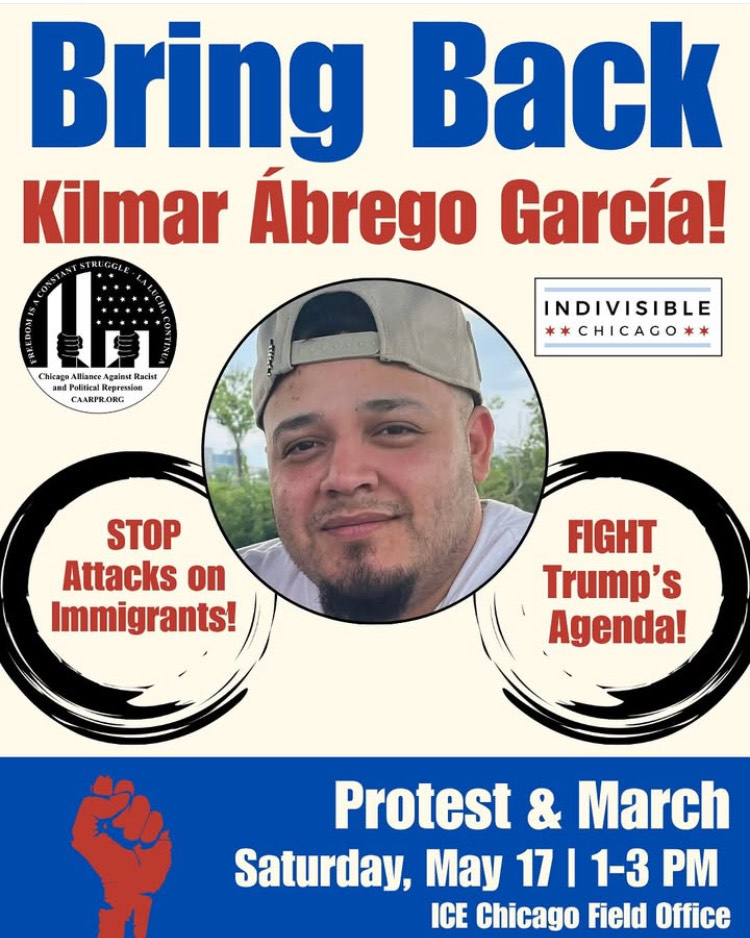 Bring Back
Kilmar Ábrego García!
FREEDOM IS A CONSTANT STRUGGLE - LA LUCHA CONTINUA
Chicago Alliance Against Racist
and Political Repression
CAARPR.ORG
INDIVISIBLE
CHICAGO
STOP
Attacks on
Immigrants!
FIGHT
Trump's
Agenda!
Protest & March
Saturday, May 17 | 1-3 PM
ICE Chicago Field Office